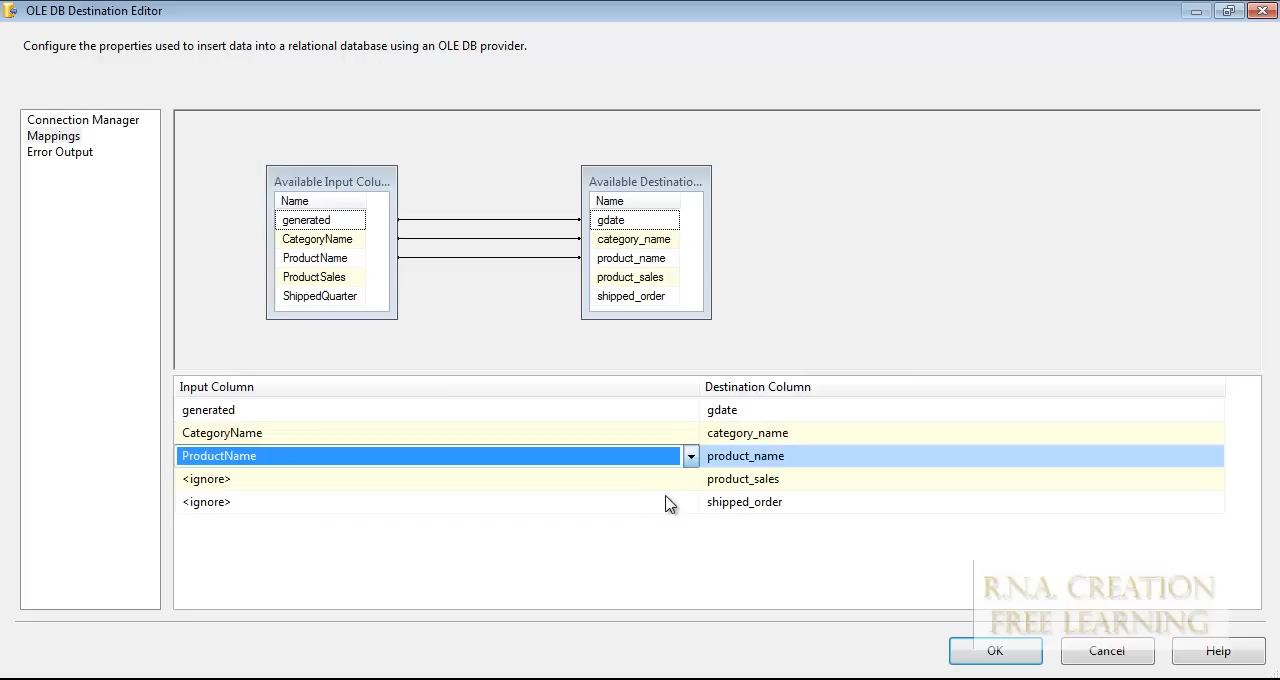 OLE DB Destination Editor
Configure the properties used to insert data into a relational database using an OLE DB provider.
Connection Manager
Mappings
Error Output
Available Input Colu...
Name
generated
CategoryName
ProductName
ProductSales
ShippedQuarter
Available Destinatio...
Name
gdate
category_name
product_name
product_sales
shipped_order
Input Column Destination Column
generated gdate
CategoryName category_name
ProductName product_name
<ignore> product_sales
<ignore> shipped_order
R.N.A. CREATION
FREE LEARNING
OK Cancel Help